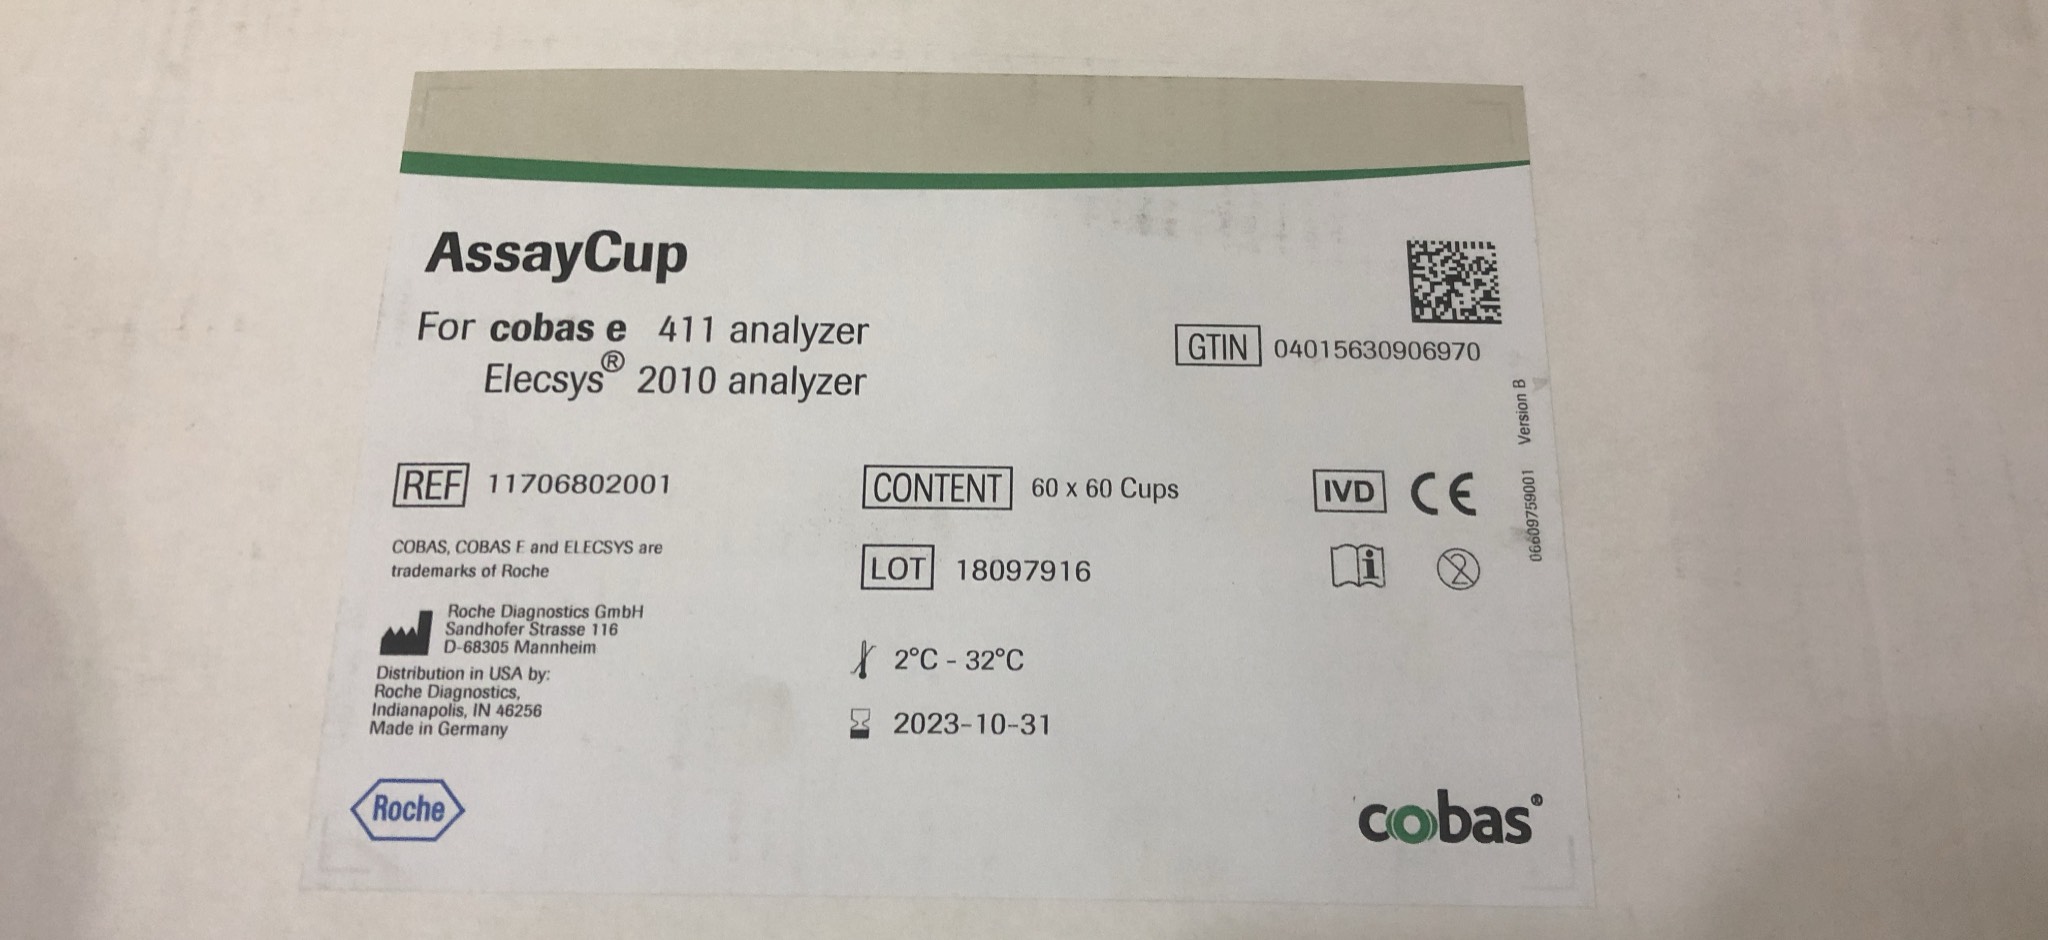 AssayCup
For cobas e 411 analyzer
Elecsys® 2010 analyzer
GTIN 04015630906970
REF 11706802001
CONTENT 60 x 60 Cups
IVD CE
COBAS, COBAS E and ELECSYS are
trademarks of Roche
LOT 18097916
i 2
Roche Diagnostics GmbH
Sandhofer Strasse 116
D-68305 Mannheim
Distribution in USA by:
Roche Diagnostics,
Indianapolis, IN 46256
Made in Germany
2°C - 32°C
2023-10-31
06609759001 Version B
Roche
cobas®